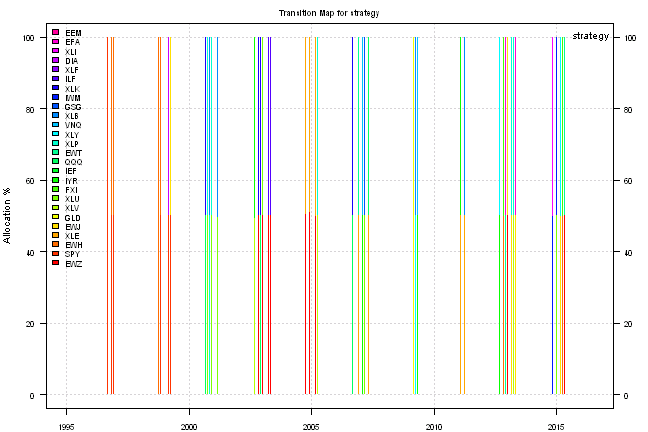 Transition Map for strategy
strategy
Allocation %
100
80
60
40
20
0
EEM
EFA
XLI
DIA
XLF
ILF
XLK
IWM
GSG
XLB
VNQ
XLY
XLP
EWT
QQQ
IEF
IYR
FXI
XLU
XLV
GLD
EWJ
XLE
EWH
SPY
EWZ
100
80
60
40
20
0
1995
2000
2005
2010
2015